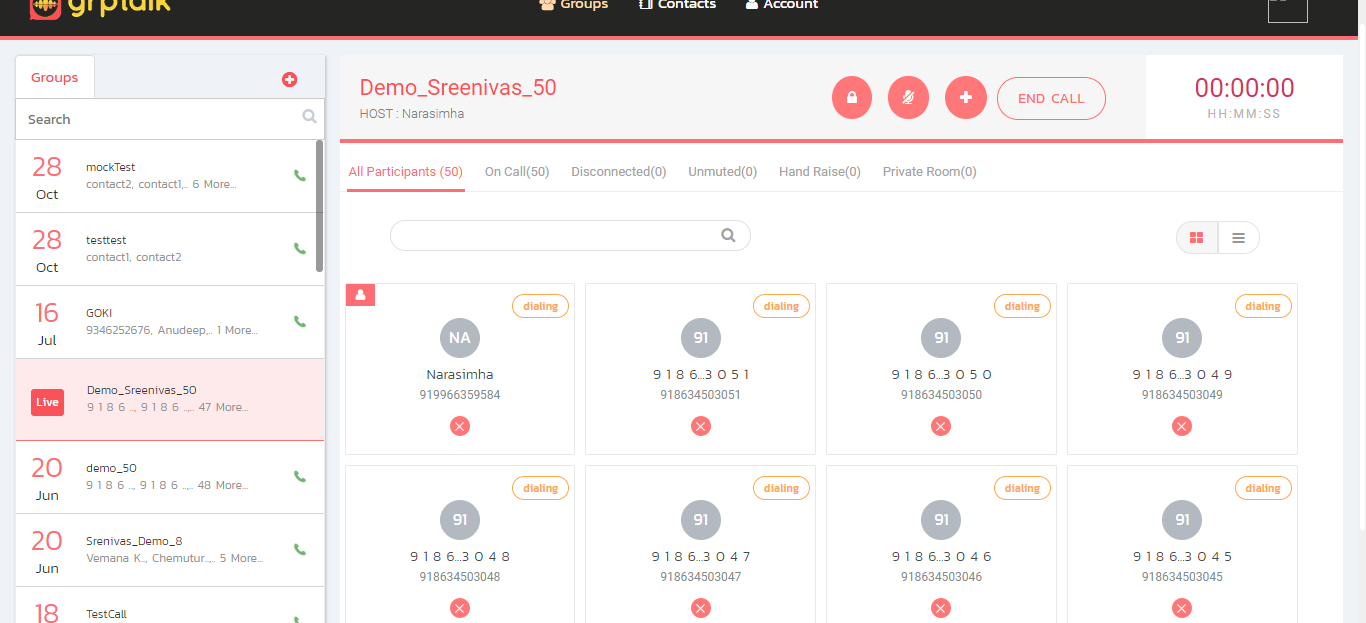 grptalk
Groups
Contacts
Account
Groups
Search
28
Oct
mockTest
contact2, contact1,.. 6 More...
28
Oct
testtest
contact1, contact2
16
Jul
GOKI
9346252676, Anudeep,.. 1 More...
Live
Demo_Sreenivas_50
9 1 8 6 .., 9 1 8 6 ..,.. 47 More...
20
Jun
demo_50
9 1 8 6 .., 9 1 8 6 ..,.. 48 More...
20
Jun
Srenivas_Demo_8
Vemana K.., Chemutur..,.. 5 More...
18
TestCall
Demo_Sreenivas_50
HOST : Narasimha
END CALL
00:00:00
HH:MM:SS
All Participants (50)
On Call(50)
Disconnected(0)
Unmuted(0)
Hand Raise(0)
Private Room(0)
dialing
NA
Narasimha
919966359584
dialing
91
9 1 8 6...3 0 5 1
918634503051
dialing
91
9 1 8 6...3 0 5 0
918634503050
dialing
91
9 1 8 6...3 0 4 9
918634503049
dialing
91
9 1 8 6...3 0 4 8
918634503048
dialing
91
9 1 8 6...3 0 4 7
918634503047
dialing
91
9 1 8 6...3 0 4 6
918634503046
dialing
91
9 1 8 6...3 0 4 5
918634503045